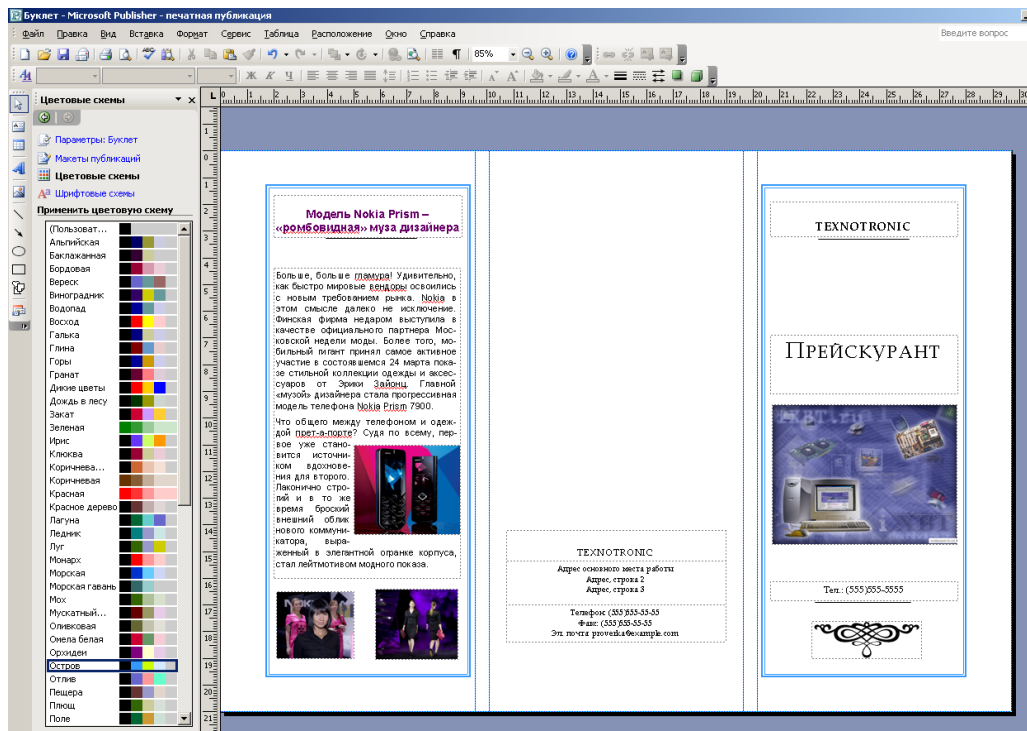 Буклет - Microsoft Publisher - печатная публикация
Файл Правка Вид Вставка Формат Сервис Таблица Расположение Окно Справка
Введите вопрос
85%
Цветовые схемы
Параметры: Буклет
Макеты публикаций
Цветовые схемы
Шрифтовые схемы
Применить цветовую схему
(Пользоват...
Альпийская
Баклажанная
Бордовая
Вереск
Виноградник
Водопад
Восход
Галька
Глина
Горы
Гранат
Дикие цветы
Дождь в лесу
Закат
Зеленая
Ирис
Клюква
Коричнева...
Коричневая
Красная
Красное дерево
Лагуна
Ледник
Луг
Монарх
Морская
Морская гавань
Мох
Мускатный...
Оливковая
Омела белая
Орхидеи
Остров
Отлив
Пещера
Плющ
Поле
Модель Nokia Prism –
«ромбовидная» муза дизайнера
Больше, больше гламура! Удивительно,
как быстро мировые вендоры освоились
с новым требованием рынка. Nokia в
этом смысле далеко не исключение.
Финская фирма недаром выступила в
качестве официального партнера Мос-
ковской недели моды. Более того, мо-
бильный гигант принял самое активное
участие в состоявшемся 24 марта пока-
зе стильной коллекции одежды и аксес-
суаров от Эрики Зайонц. Главной
«музой» дизайнера стала прогрессивная
модель телефона Nokia Prism 7900.
Что общего между телефоном и одеж-
дой прет-а-порте? Судя по всему, пер-
вое уже стано-
вится источни-
ком вдохнове-
ния для второго.
Лаконично стро-
гий и в то же
время броский
внешний облик
нового коммуни-
катора, выра-
женный в элегантной огранке корпуса,
стал лейтмотивом модного показа.
TEXNOTRONIC
Адрес основного места работы
Адрес, строка 2
Адрес, строка 3
Телефон: (555)555-55-55
Факс: (555)555-55-55
Эл. почта: proverka@example.com
TEXNOTRONIC
Прейскурант
Тел.: (555)555-5555